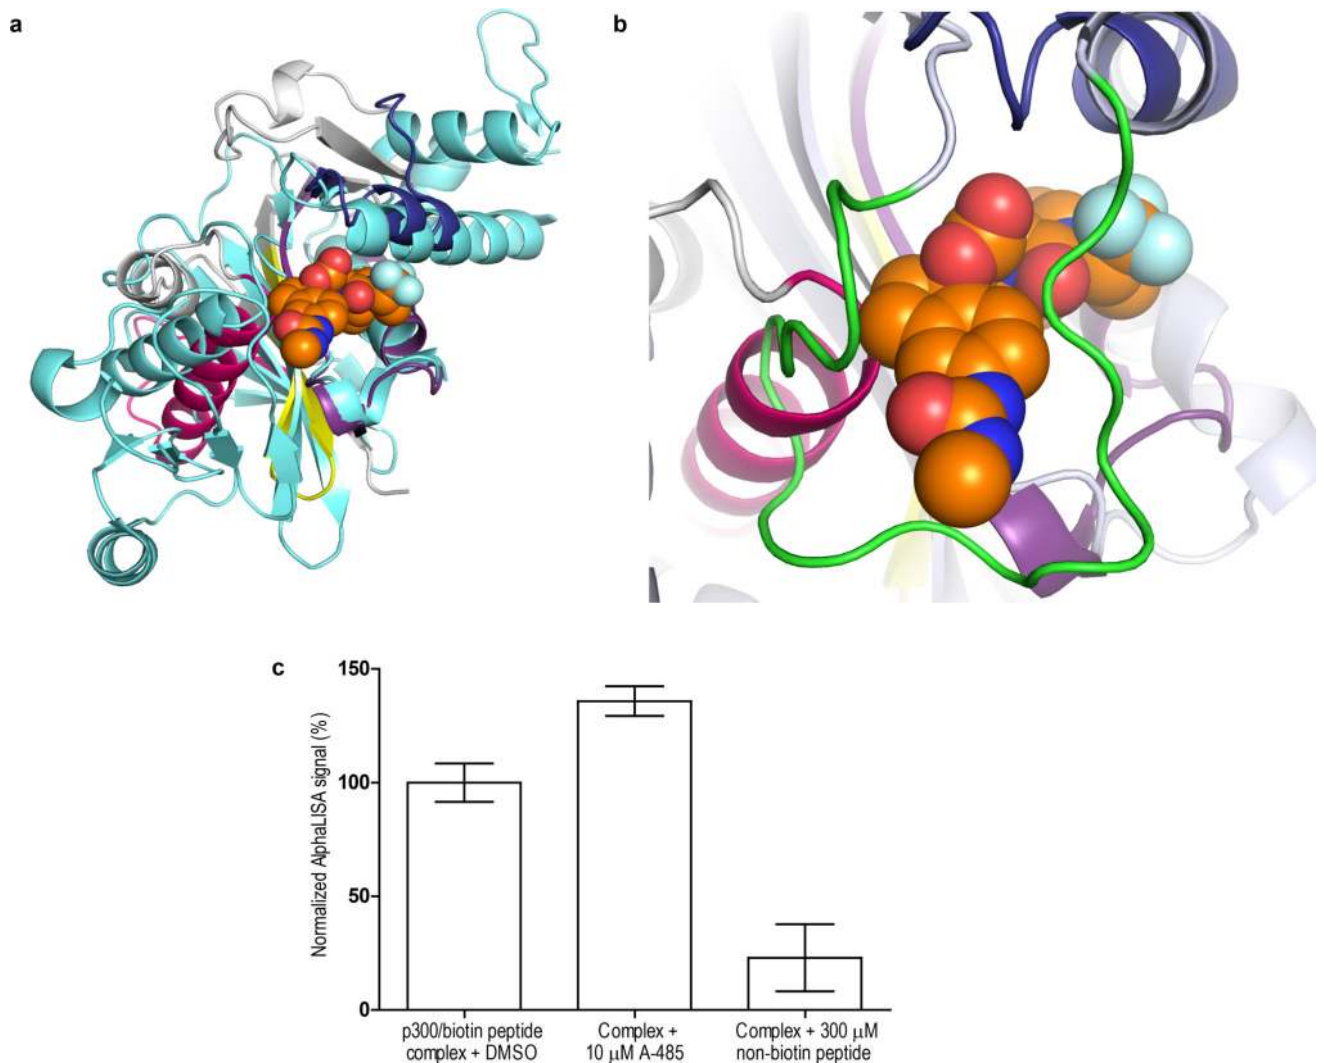 a
b
c
Normalized AlphaLISA signal (%)
150
100
50
0
p300/biotin peptide
complex + DMSO
Complex +
10 μM A-485
Complex + 300 μM
non-biotin peptide